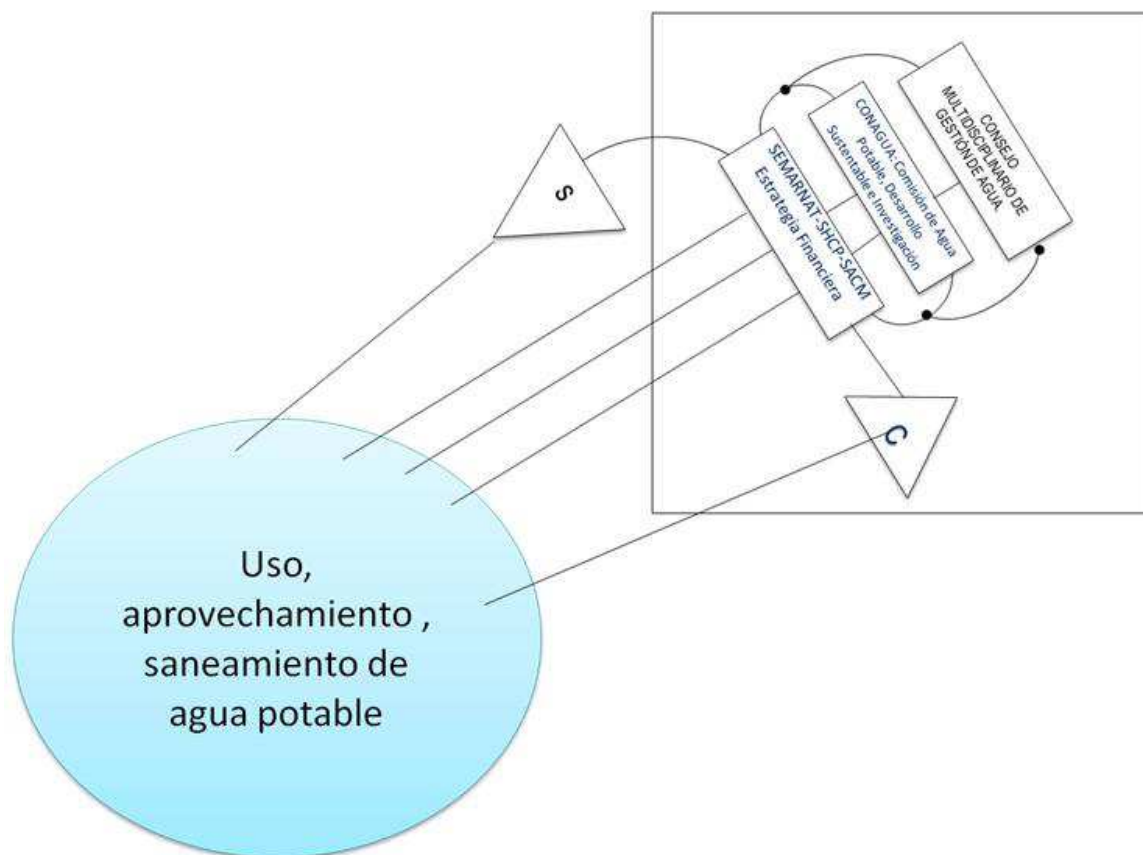 CONSEJO
MULTIDISCIPLINARIO DE
GESTIÓN DE AGUA.
CONAGUA: Comisión de Agua
Potable, Desarrollo
Sustentable e Investigación
SEMARNAT-SHCP-SACM
Estrategia Financiera
S
C
Uso,
aprovechamiento ,
saneamiento de
agua potable